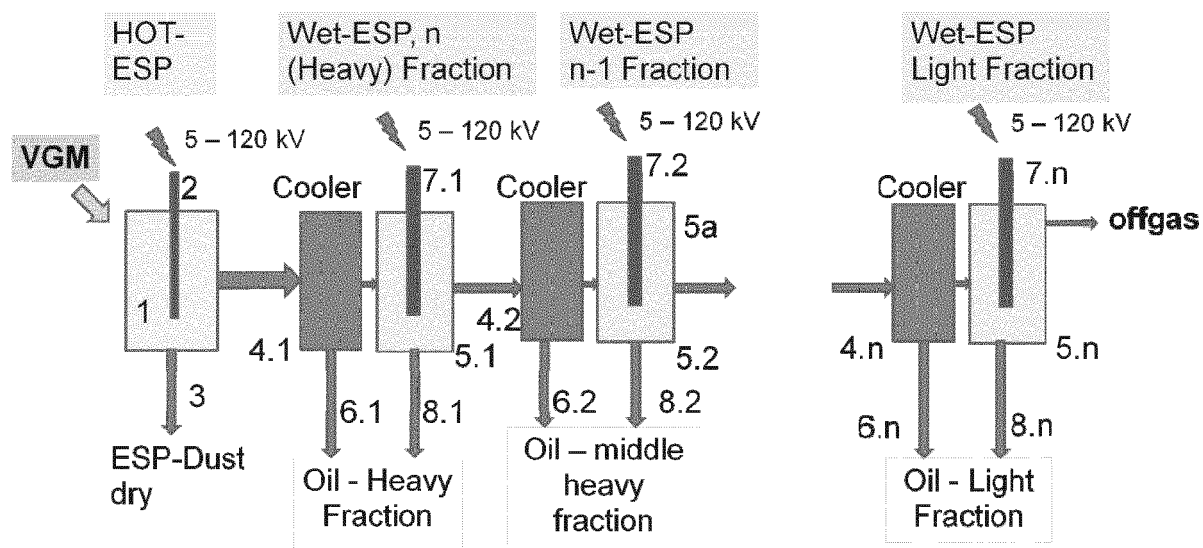 HOT-
ESP
Wet-ESP, n
(Heavy) Fraction
Wet-ESP
n-1 Fraction
Wet-ESP
Light Fraction
5 – 120 kV
5 – 120 kV
5 – 120 kV
5 – 120 kV
VGM
2
Cooler
7.1
Cooler
7.2
Cooler
7.n
5a
offgas
1
4.1
5.1
4.2
5.2
4.n
5.n
3
6.1
8.1
6.2
8.2
6.n
8.n
ESP-Dust
dry
Oil - Heavy
Fraction
Oil – middle
heavy
fraction
Oil - Light
Fraction